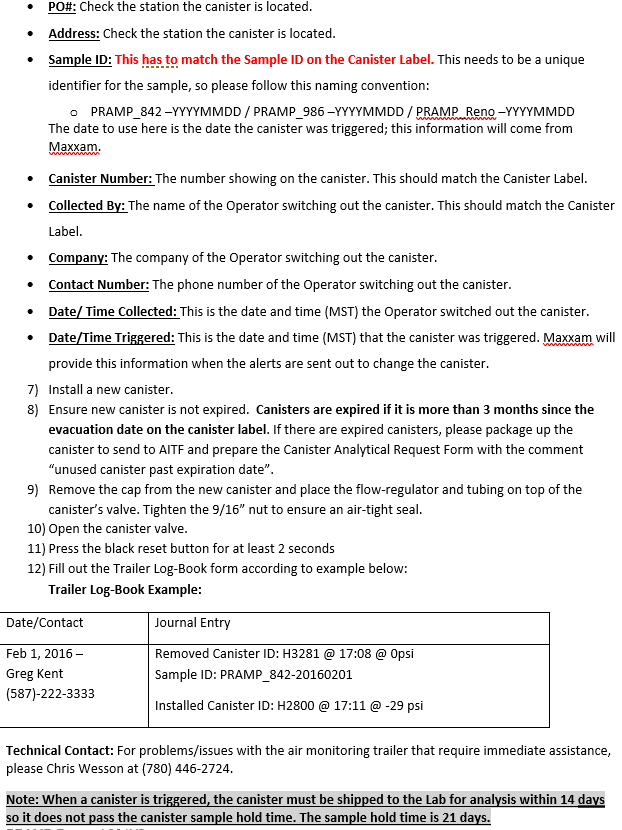 • PO#: Check the station the canister is located.
• Address: Check the station the canister is located.
• Sample ID: This has to match the Sample ID on the Canister Label. This needs to be a unique
identifier for the sample, so please follow this naming convention:
o PRAMP_842 –YYYYMMDD / PRAMP_986 –YYYYMMDD / PRAMP_Reno –YYYYMMDD
The date to use here is the date the canister was triggered; this information will come from
Maxxam.
• Canister Number: The number showing on the canister. This should match the Canister Label.
• Collected By: The name of the Operator switching out the canister. This should match the Canister
Label.
• Company: The company of the Operator switching out the canister.
• Contact Number: The phone number of the Operator switching out the canister.
• Date/ Time Collected: This is the date and time (MST) the Operator switched out the canister.
• Date/Time Triggered: This is the date and time (MST) that the canister was triggered. Maxxam will
provide this information when the alerts are sent out to change the canister.
7) Install a new canister.
8) Ensure new canister is not expired. Canisters are expired if it is more than 3 months since the
evacuation date on the canister label. If there are expired canisters, please package up the
canister to send to AITF and prepare the Canister Analytical Request Form with the comment
“unused canister past expiration date”.
9) Remove the cap from the new canister and place the flow-regulator and tubing on top of the
canister’s valve. Tighten the 9/16” nut to ensure an air-tight seal.
10) Open the canister valve.
11) Press the black reset button for at least 2 seconds
12) Fill out the Trailer Log-Book form according to example below:
Trailer Log-Book Example:
Date/Contact Journal Entry
Feb 1, 2016 – Removed Canister ID: H3281 @ 17:08 @ 0psi
Greg Kent Sample ID: PRAMP_842-20160201
(587)-222-3333
Installed Canister ID: H2800 @ 17:11 @ -29 psi
Technical Contact: For problems/issues with the air monitoring trailer that require immediate assistance,
please Chris Wesson at (780) 446-2724.
Note: When a canister is triggered, the canister must be shipped to the Lab for analysis within 14 days
so it does not pass the canister sample hold time. The sample hold time is 21 days.